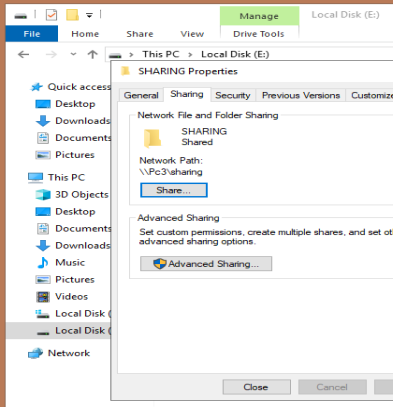 Manage
Local Disk (E:)
File
Home
Share
View
Drive Tools
This PC > Local Disk (E:)
SHARING Properties
Quick access
Desktop
Downloads
Documents
Pictures
This PC
3D Objects
Desktop
Documents
Downloads
Music
Pictures
Videos
Local Disk (
Local Disk (
Network
General
Sharing
Security
Previous Versions
Customize
Network File and Folder Sharing
SHARING
Shared
Network Path:
\\Pc3\sharing
Share...
Advanced Sharing
Set custom permissions, create multiple shares, and set ot
advanced sharing options.
Advanced Sharing...
Close
Cancel